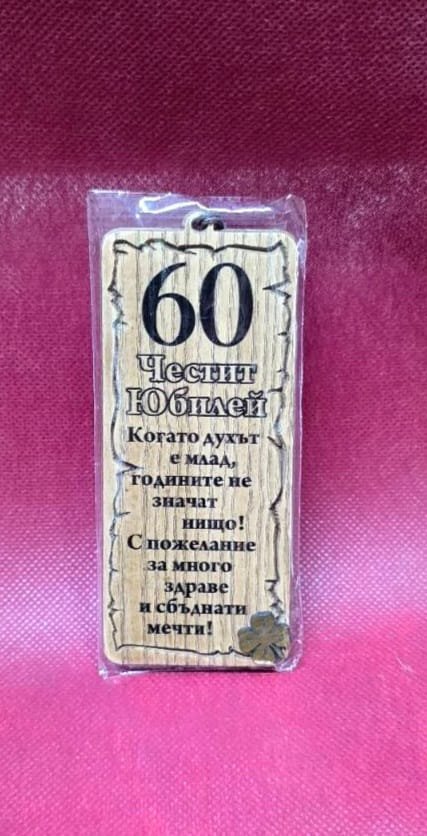 60
Честит
Юбилей
Когато духът
е млад,
годините не
значат
нищо!
С пожелание
за много
здраве
и сбъднати
мечти!